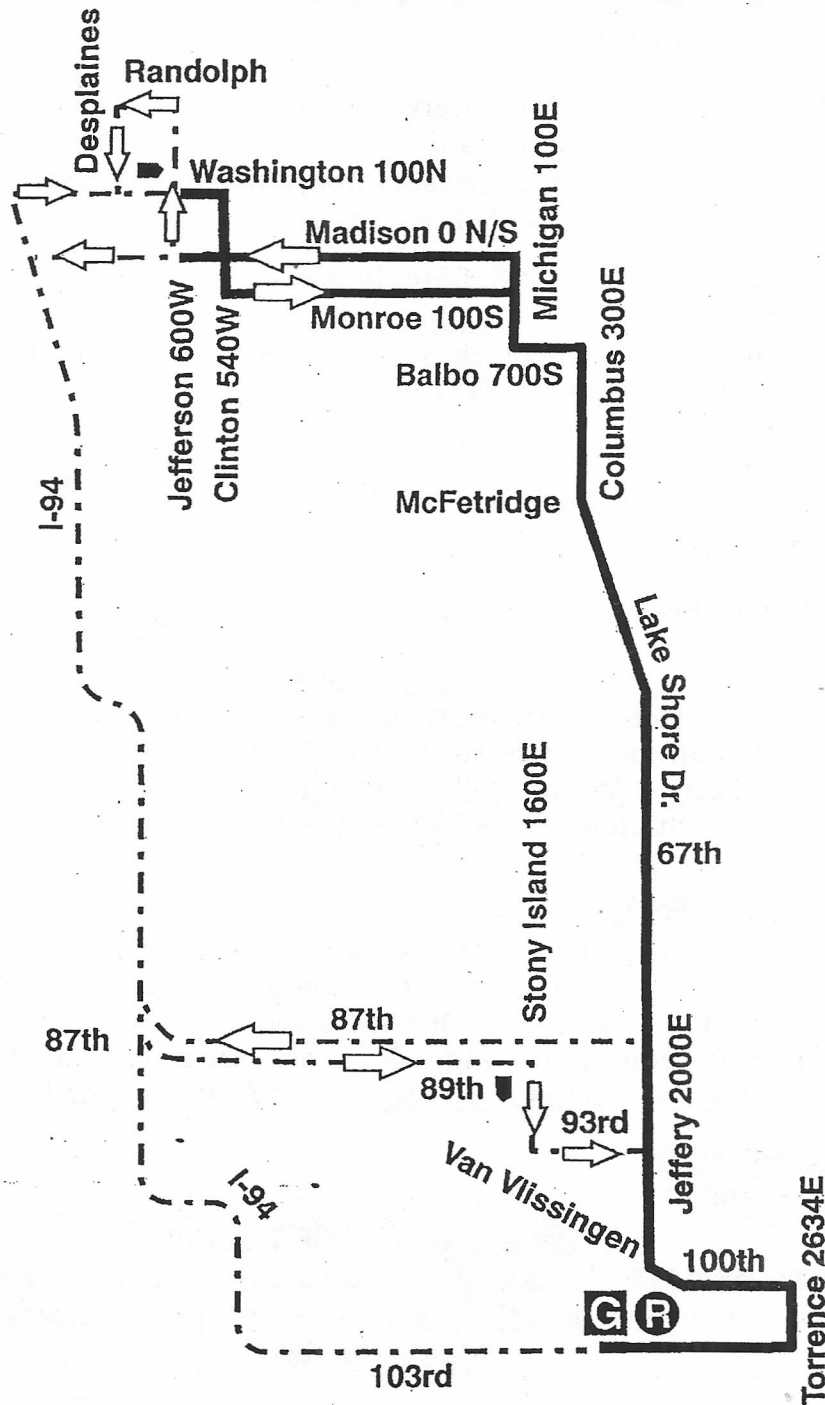 Desplaines
Randolph
Washington 100N
Madison 0 N/S
Michigan 100E
Monroe 100S
Jefferson 600W
Clinton 540W
Balbo 700S
Columbus 300E
McFetridge
I-94
Lake Shore Dr.
67th
Stony Island 1600E
87th
87th
89th
93rd
Jeffery 2000E
Van Vlissingen
I-94
100th
G R
103rd
Torrence 2634E